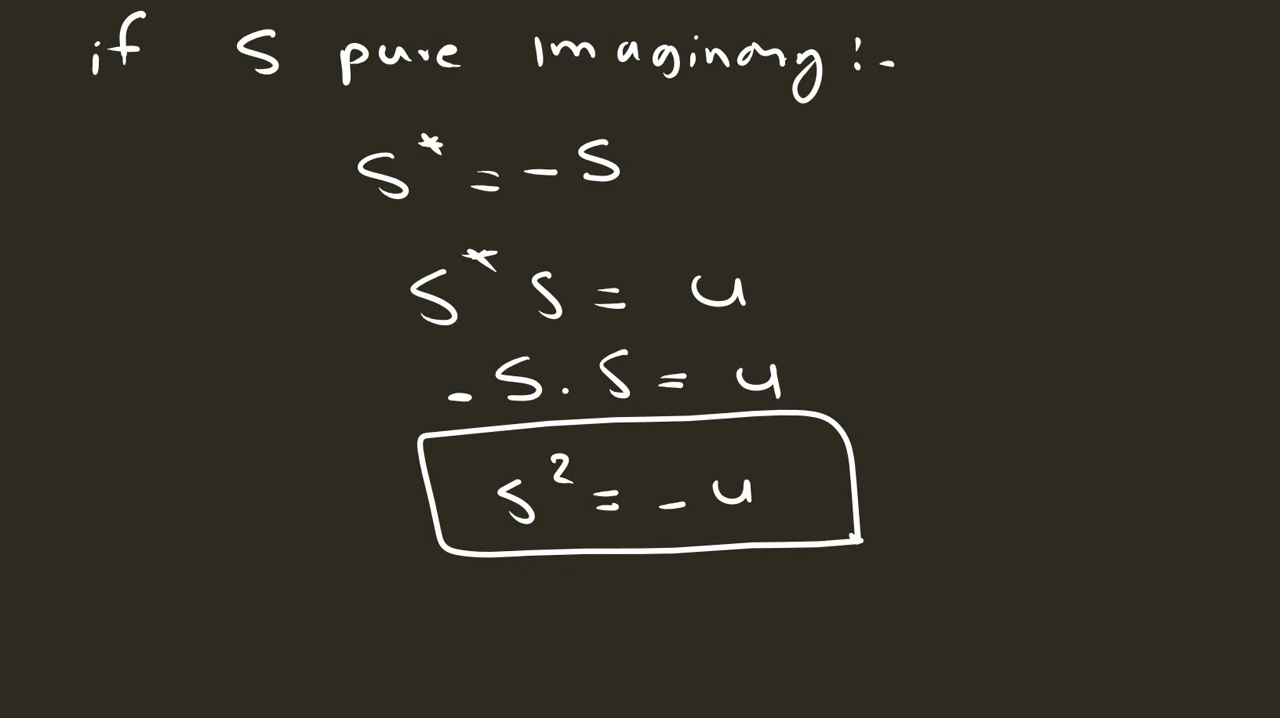 if S pure Imaginary :-
S* = - S
S* S = u
- S . S = u
S² = - u